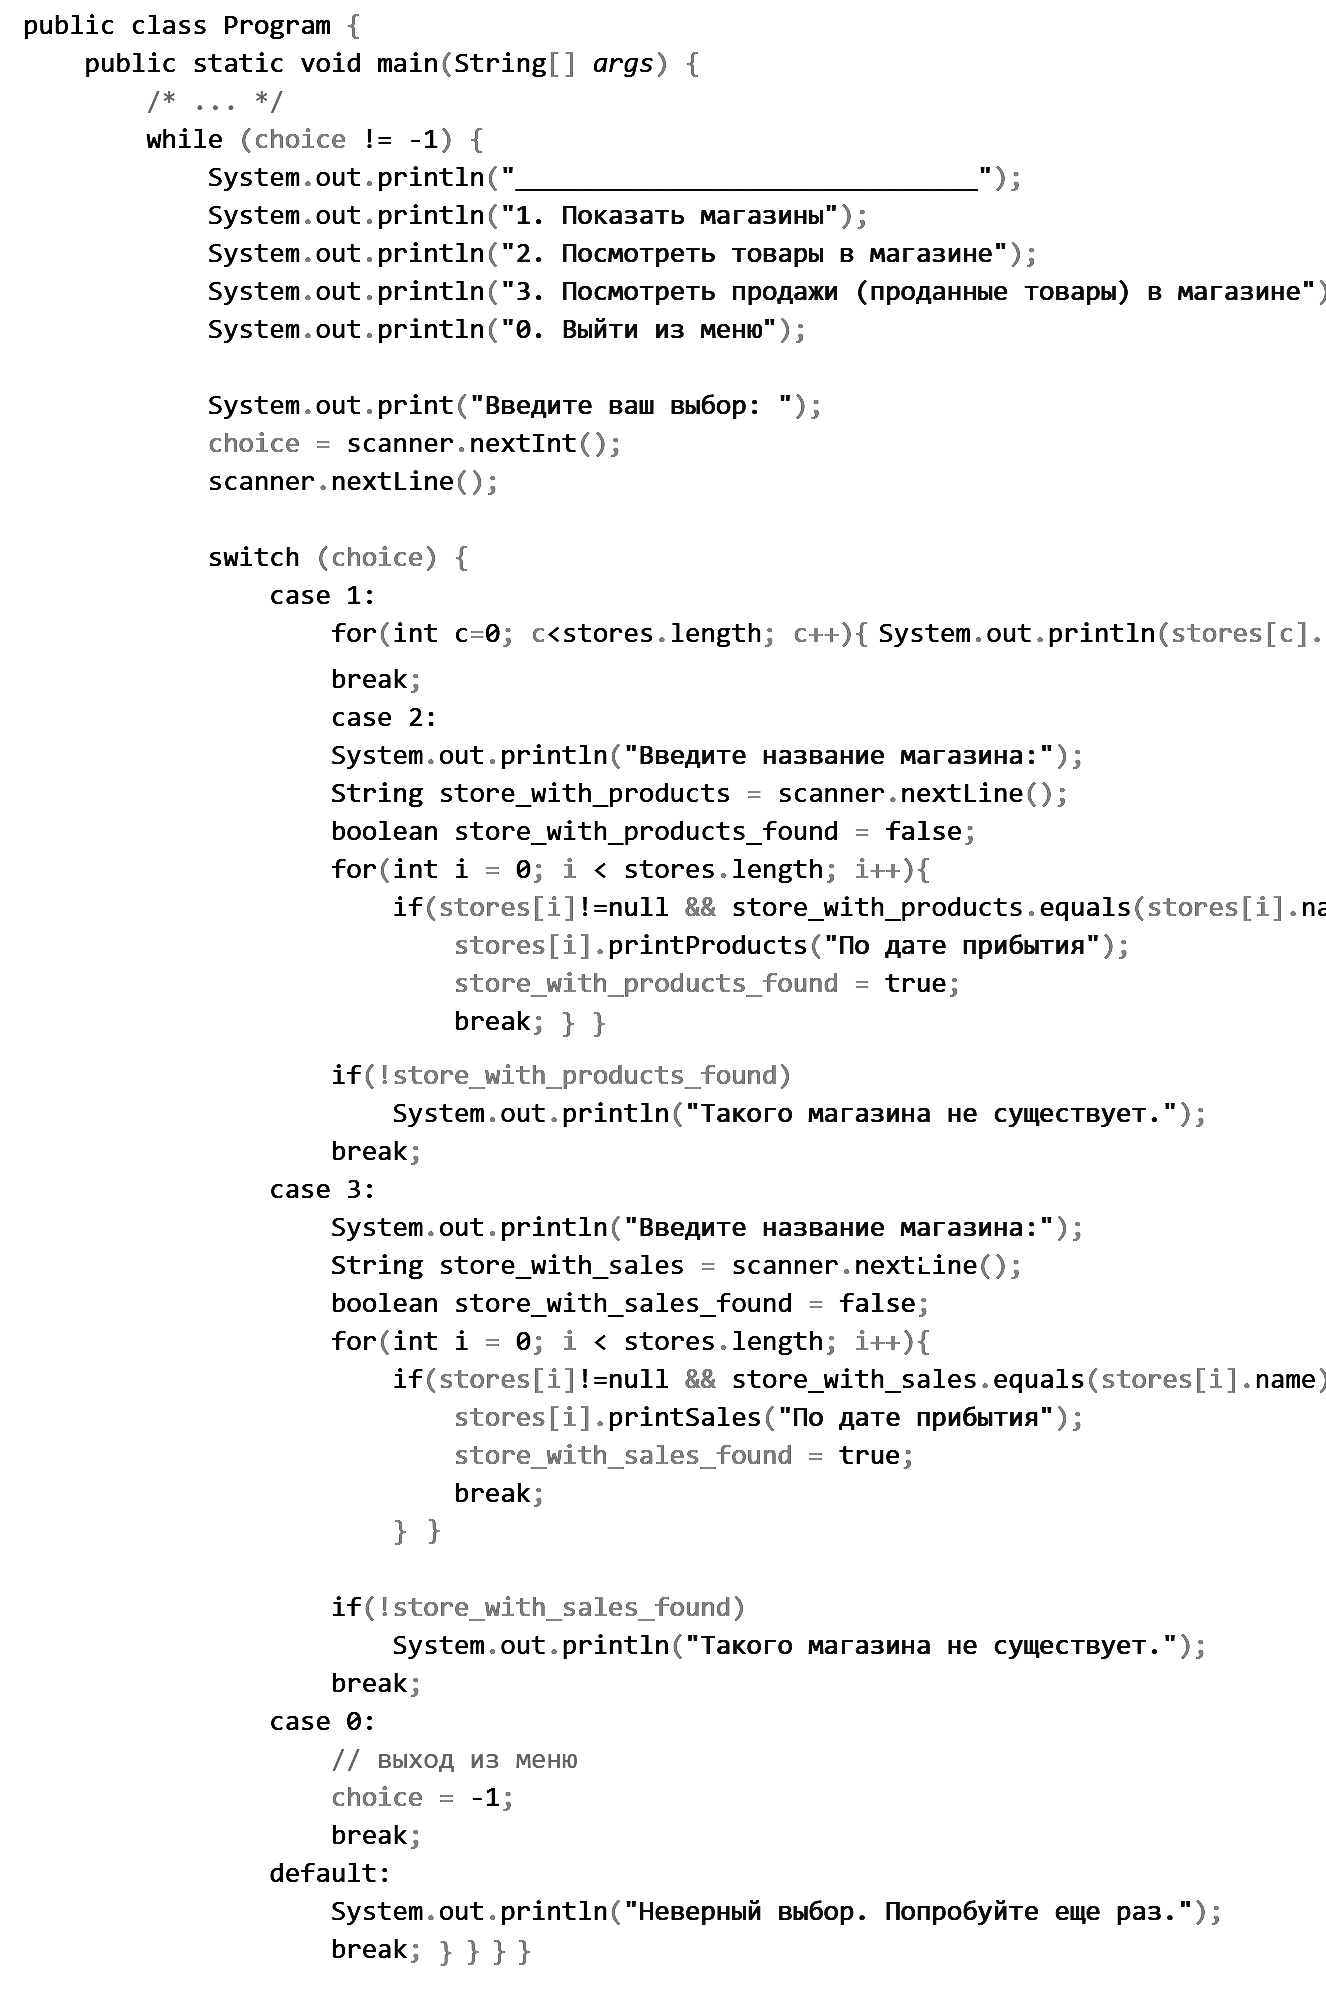 public class Program {
public static void main(String[] args) {
/* ... */
while (choice != -1) {
System.out.println("______________________________");
System.out.println("1. Показать магазины");
System.out.println("2. Посмотреть товары в магазине");
System.out.println("3. Посмотреть продажи (проданные товары) в магазине")
System.out.println("0. Выйти из меню");
System.out.print("Введите ваш выбор: ");
choice = scanner.nextInt();
scanner.nextLine();
switch (choice) {
case 1:
for(int c=0; c<stores.length; c++){ System.out.println(stores[c].
break;
case 2:
System.out.println("Введите название магазина:");
String store_with_products = scanner.nextLine();
boolean store_with_products_found = false;
for(int i = 0; i < stores.length; i++){
if(stores[i]!=null && store_with_products.equals(stores[i].na
stores[i].printProducts("По дате прибытия");
store_with_products_found = true;
break; } }
if(!store_with_products_found)
System.out.println("Такого магазина не существует.");
break;
case 3:
System.out.println("Введите название магазина:");
String store_with_sales = scanner.nextLine();
boolean store_with_sales_found = false;
for(int i = 0; i < stores.length; i++){
if(stores[i]!=null && store_with_sales.equals(stores[i].name)
stores[i].printSales("По дате прибытия");
store_with_sales_found = true;
break;
} }
if(!store_with_sales_found)
System.out.println("Такого магазина не существует.");
break;
case 0:
// выход из меню
choice = -1;
break;
default:
System.out.println("Неверный выбор. Попробуйте еще раз.");
break; } } } }